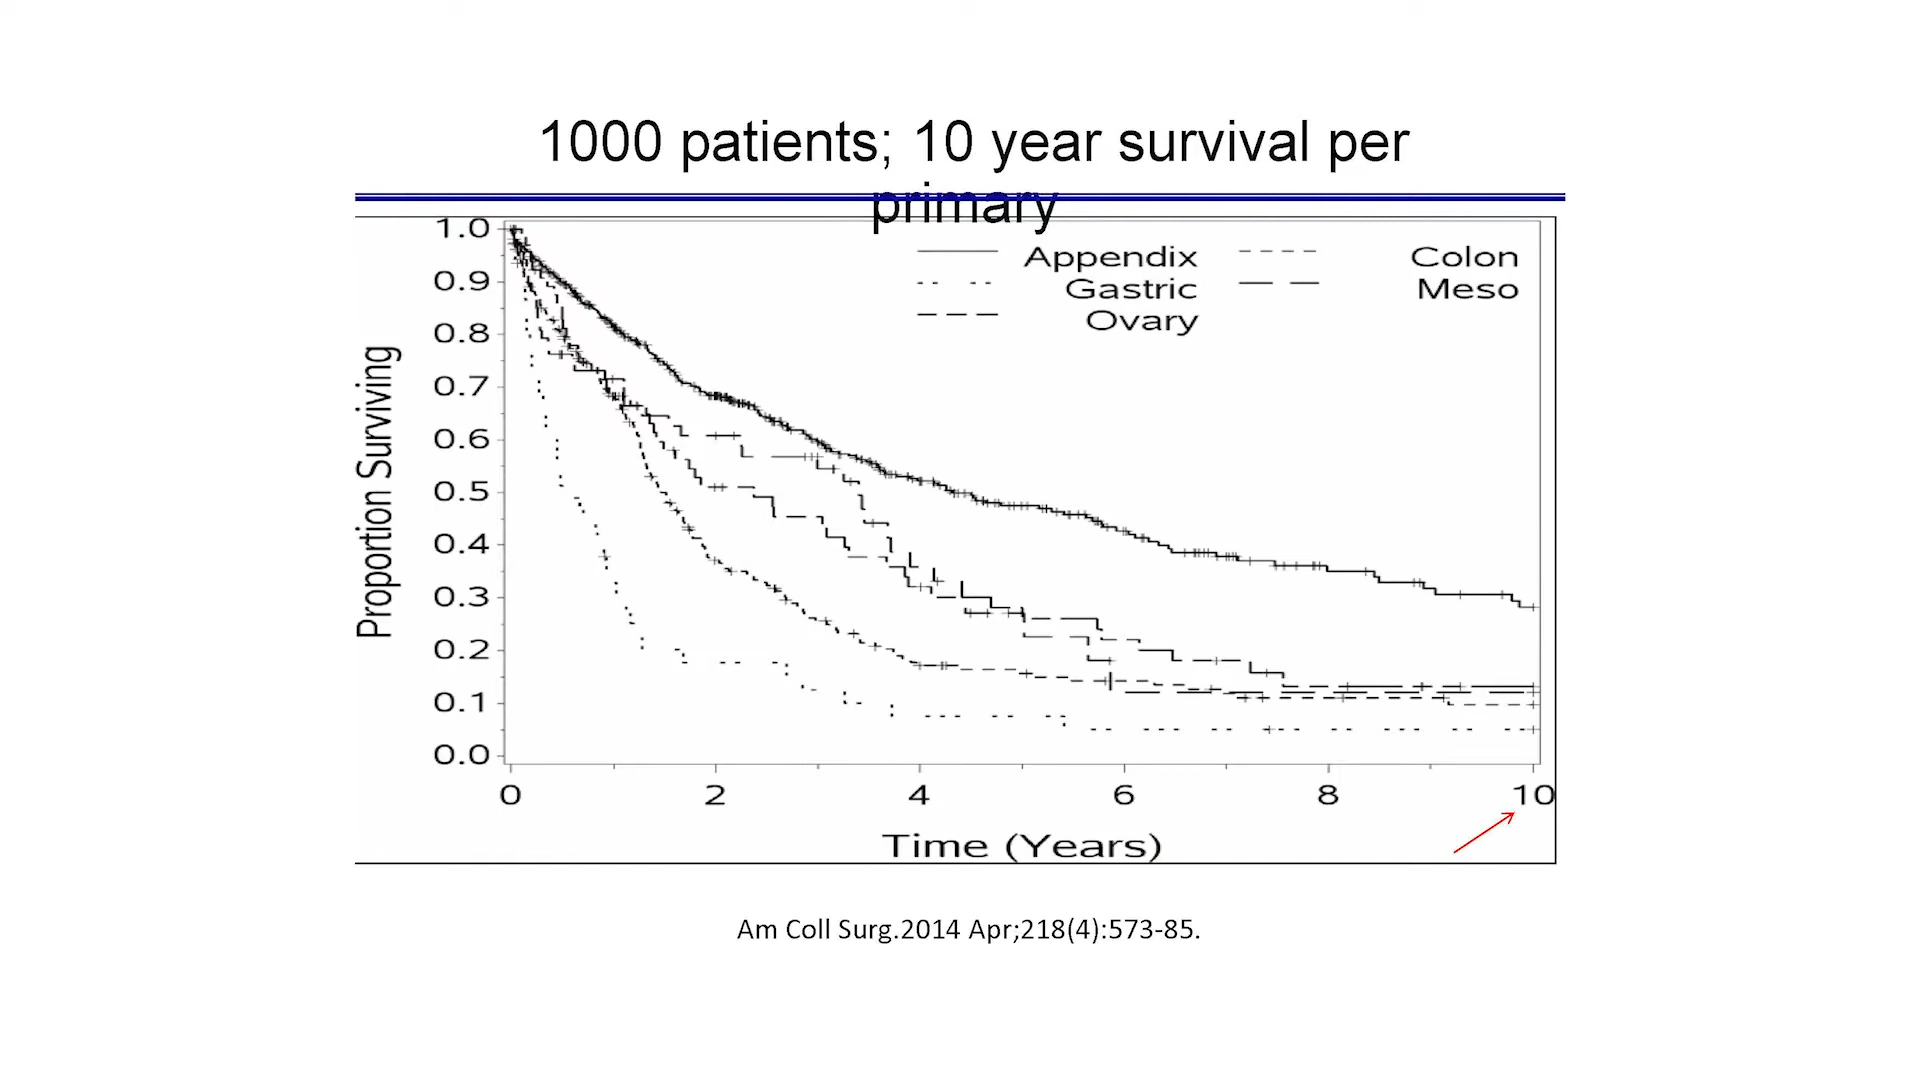 1000 patients; 10 year survival per
primary
Appendix
Colon
Gastric
Meso
Ovary
Proportion Surviving
1.0
0.9
0.8
0.7
0.6
0.5
0.4
0.3
0.2
0.1
0.0
0 2 4 6 8 10
Time (Years)
Am Coll Surg.2014 Apr;218(4):573-85.